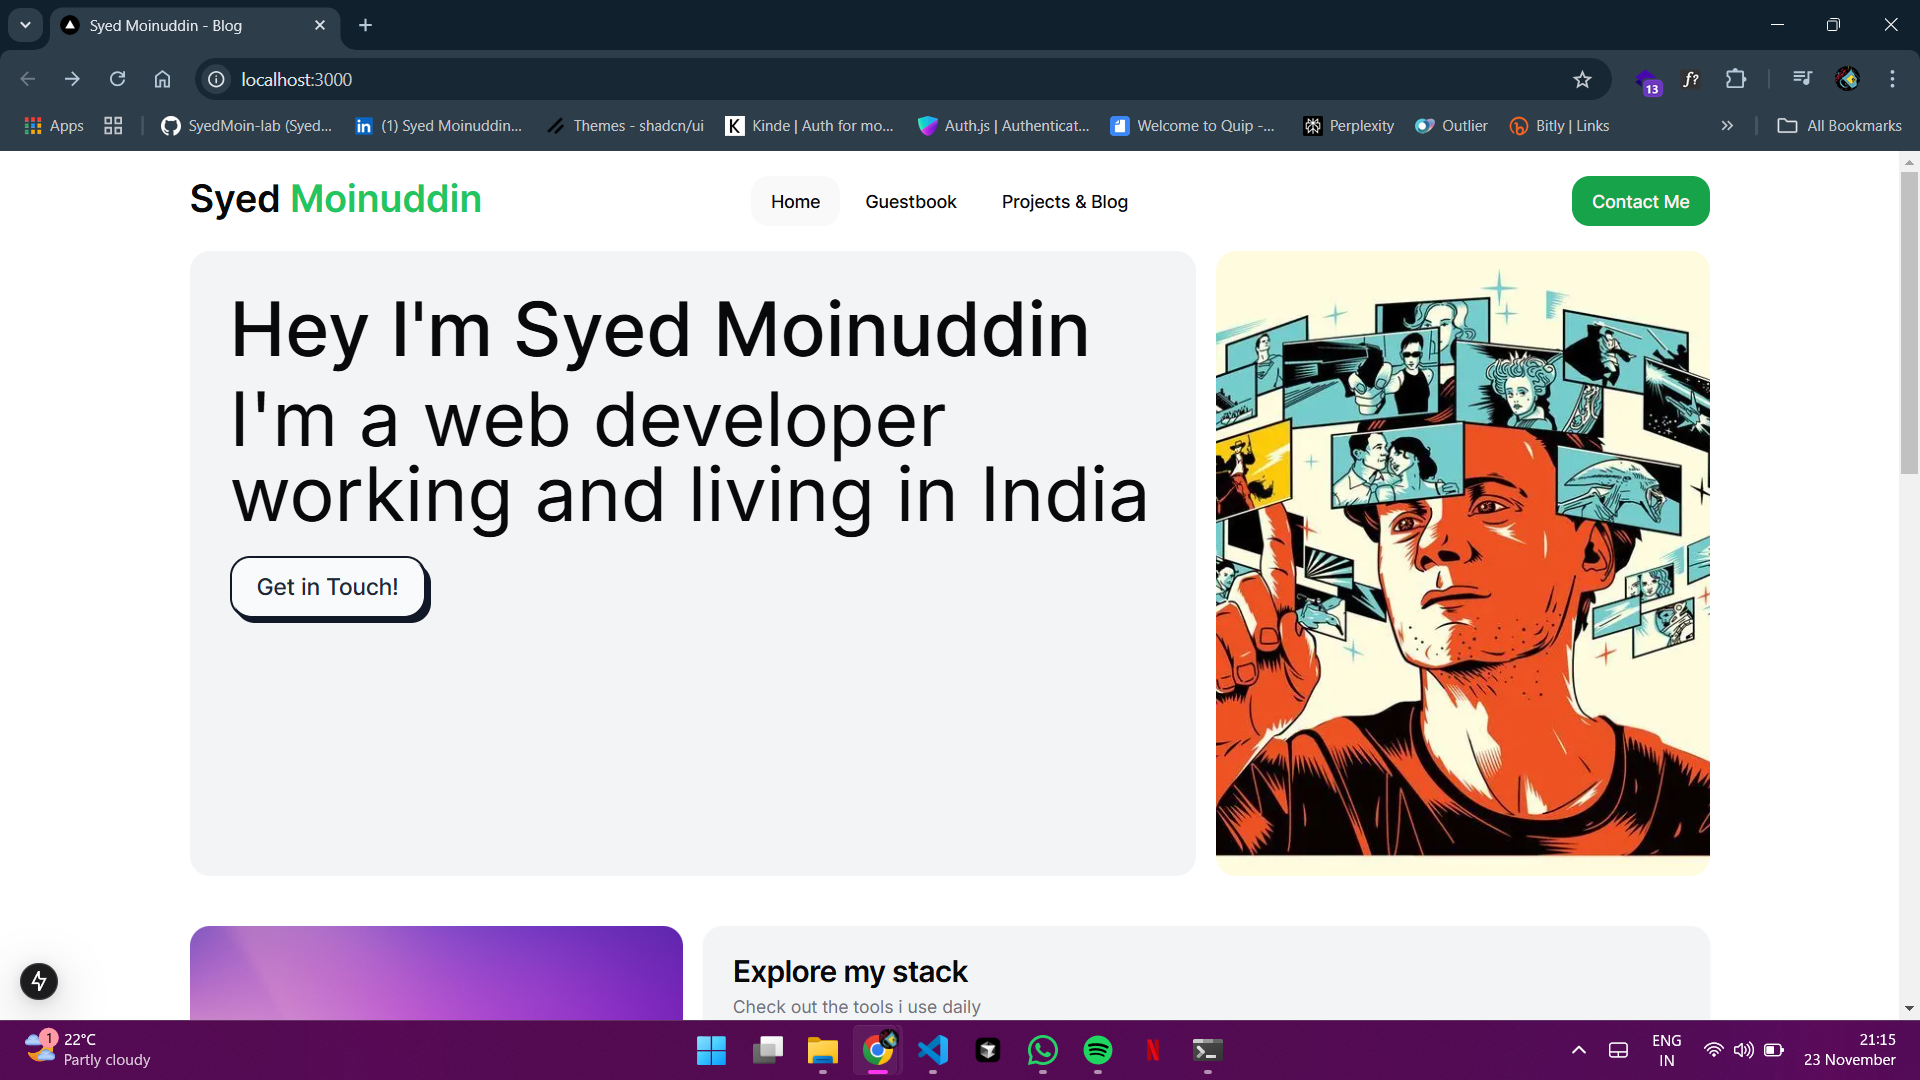 Syed Moinuddin - Blog
localhost:3000
13
f?
Apps
SyedMoin-lab (Syed...
in
(1) Syed Moinuddin...
Themes - shadcn/ui
K
Kinde | Auth for mo...
Auth.js | Authenticat...
Welcome to Quip -...
Perplexity
Outlier
Bitly | Links
All Bookmarks
Syed Moinuddin
Home
Guestbook
Projects & Blog
Contact Me
Hey I'm Syed Moinuddin
I'm a web developer
working and living in India
Get in Touch!
Explore my stack
Check out the tools i use daily
1
22°C
Partly cloudy
N
ENG
IN
21:15
23 November